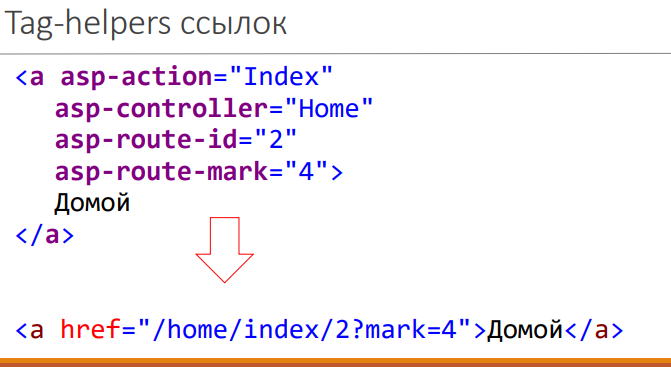 Tag-helpers ссылок
<a asp-action="Index"
asp-controller="Home"
asp-route-id="2"
asp-route-mark="4">
Домой
</a>
<a href="/home/index/2?mark=4">Домой</a>